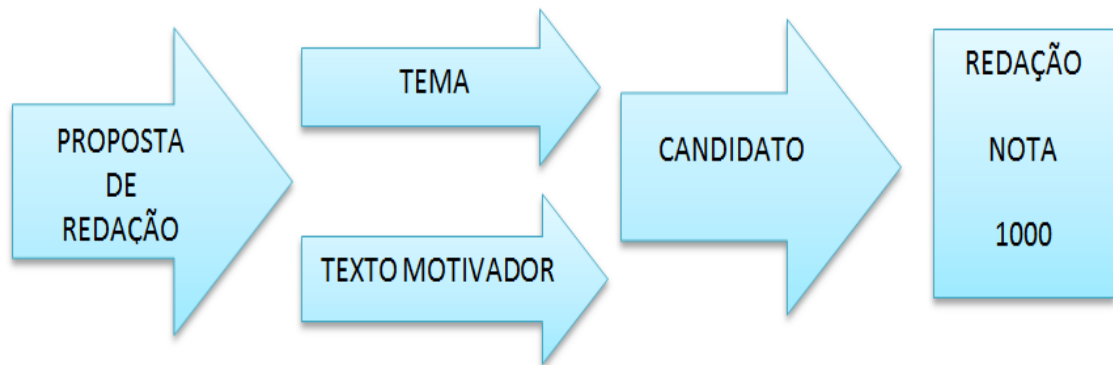 PROPOSTA
DE
REDAÇÃO
TEMA
TEXTO MOTIVADOR
CANDIDATO
REDAÇÃO
NOTA
1000